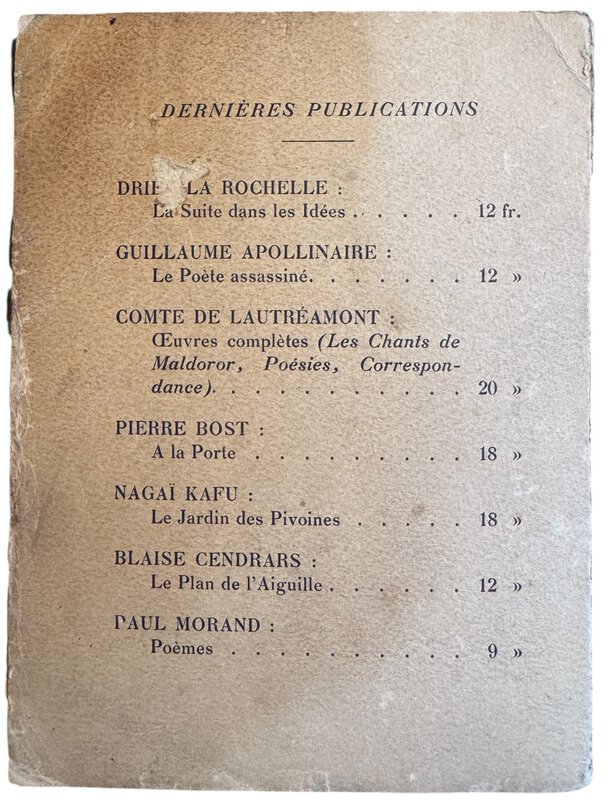 DERNIÈRES PUBLICATIONS
DRIE LA ROCHELLE :
La Suite dans les Idées . . . . . 12 fr.
GUILLAUME APOLLINAIRE :
Le Poète assassiné. . . . . . . 12 »
COMTE DE LAUTRÉAMONT :
Œuvres complètes (Les Chants de
Maldoror, Poésies, Correspon-
dance). . . . . . . . . . 20 »
PIERRE BOST :
A la Porte . . . . . . . . . 18 »
NAGAÏ KAFU :
Le Jardin des Pivoines . . . . . 18 »
BLAISE CENDRARS :
Le Plan de l'Aiguille . . . . . . 12 »
PAUL MORAND :
Poèmes . . . . . . . . . . 9 »